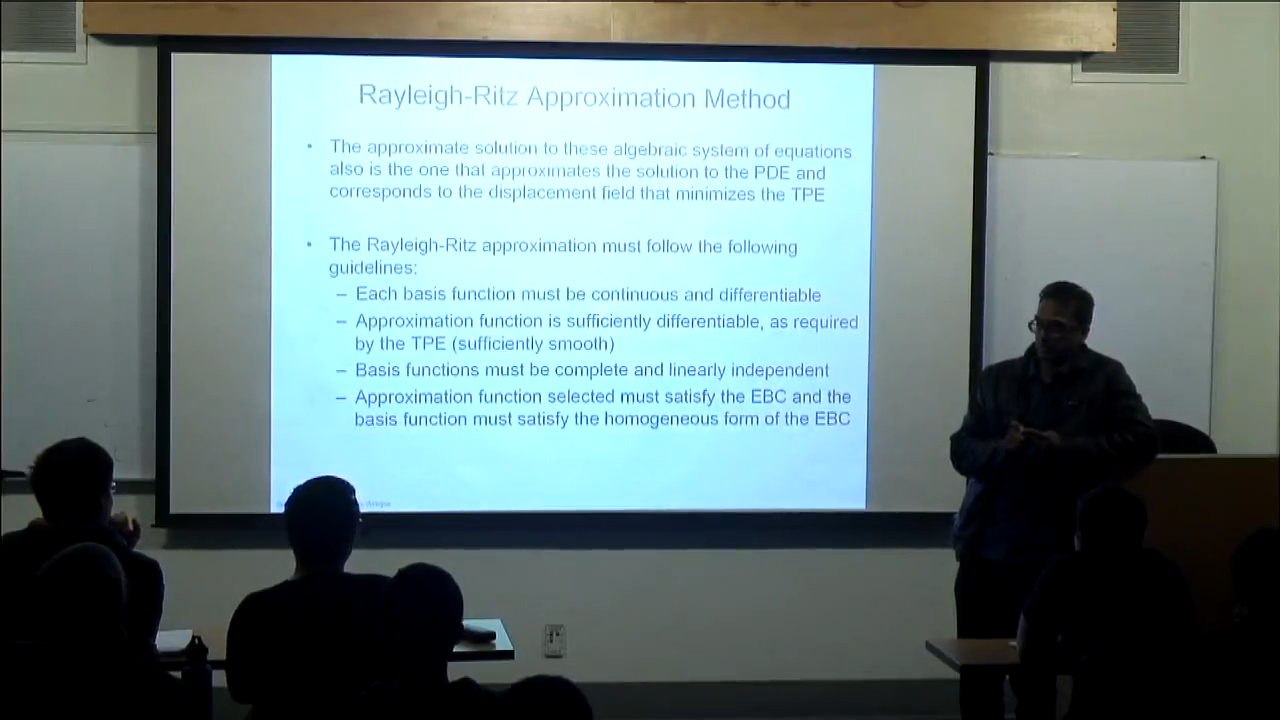 Rayleigh-Ritz Approximation Method
• The approximate solution to these algebraic system of equations
also is the one that approximates the solution to the PDE and
corresponds to the displacement field that minimizes the TPE
• The Rayleigh-Ritz approximation must follow the following
guidelines:
– Each basis function must be continuous and differentiable
– Approximation function is sufficiently differentiable, as required
by the TPE (sufficiently smooth)
– Basis functions must be complete and linearly independent
– Approximation function selected must satisfy the EBC and the
basis function must satisfy the homogeneous form of the EBC